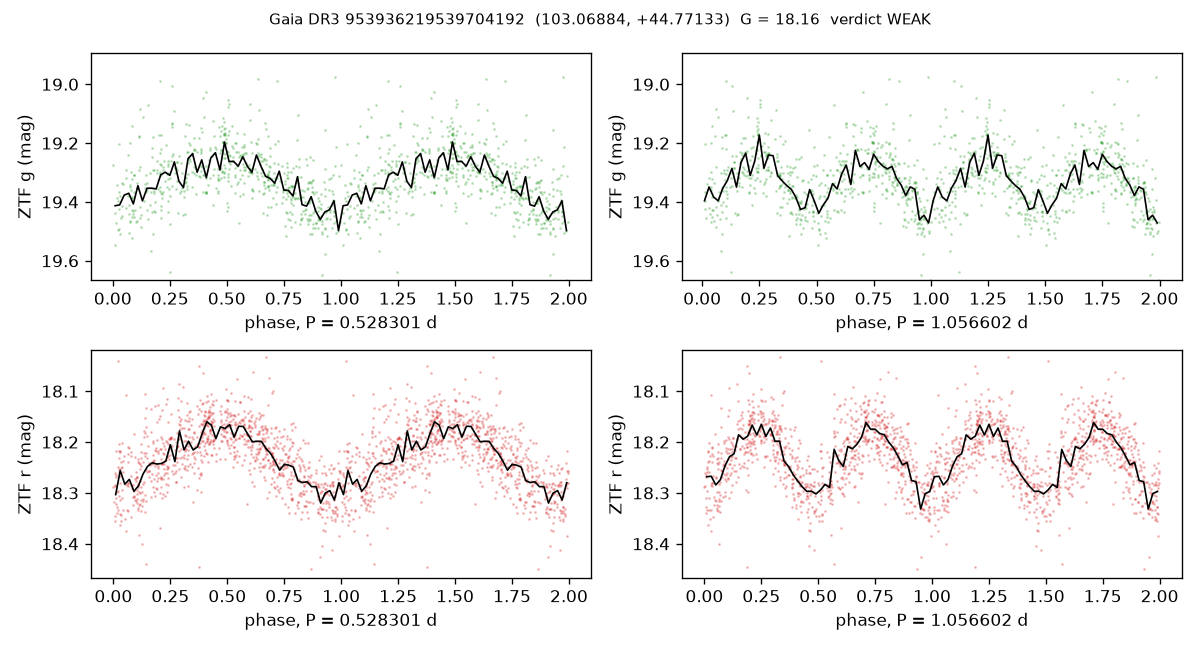 Gaia DR3 953936219539704192 (103.06884, +44.77133) G = 18.16 verdict WEAK
ZTF g (mag)
19.0
19.2
19.4
19.6
0.00 0.25 0.50 0.75 1.00 1.25 1.50 1.75 2.00
phase, P = 0.528301 d
ZTF g (mag)
19.0
19.2
19.4
19.6
0.00 0.25 0.50 0.75 1.00 1.25 1.50 1.75 2.00
phase, P = 1.056602 d
ZTF r (mag)
18.1
18.2
18.3
18.4
0.00 0.25 0.50 0.75 1.00 1.25 1.50 1.75 2.00
phase, P = 0.528301 d
ZTF r (mag)
18.1
18.2
18.3
18.4
0.00 0.25 0.50 0.75 1.00 1.25 1.50 1.75 2.00
phase, P = 1.056602 d